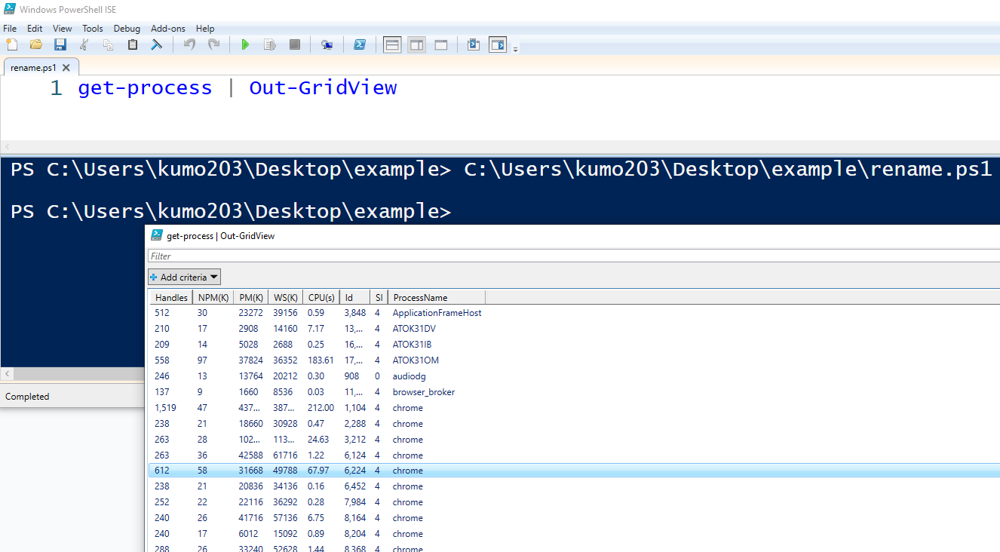 Windows PowerShell ISE
File Edit View Tools Debug Add-ons Help
rename.ps1
1 get-process | Out-GridView
PS C:\Users\kumo203\Desktop\example> C:\Users\kumo203\Desktop\example\rename.ps1
PS C:\Users\kumo203\Desktop\example>
get-process | Out-GridView
Filter
Add criteria
Handles NPM(K) PM(K) WS(K) CPU(s) Id SI ProcessName
512 30 23272 39156 0.59 3,848 4 ApplicationFrameHost
210 17 2908 14160 7.17 13,... 4 ATOK31DV
209 14 5028 2688 0.25 16,... 4 ATOK31IB
558 97 37824 36352 183.61 17,... 4 ATOK31OM
246 13 13764 20212 0.30 908 0 audiodg
137 9 1660 8536 0.03 11,... 4 browser_broker
1,519 47 437... 387... 212.00 1,104 4 chrome
238 21 18660 30928 0.47 2,288 4 chrome
263 28 102... 113... 24.63 3,212 4 chrome
263 36 42588 61716 1.22 6,124 4 chrome
612 58 31668 49788 67.97 6,224 4 chrome
238 21 20836 34136 0.16 6,452 4 chrome
252 22 22116 36292 0.28 7,984 4 chrome
240 26 41716 57136 6.75 8,164 4 chrome
240 17 6012 15092 0.89 8,204 4 chrome
288 26 33240 52628 1.44 8,368 4 chrome
Completed